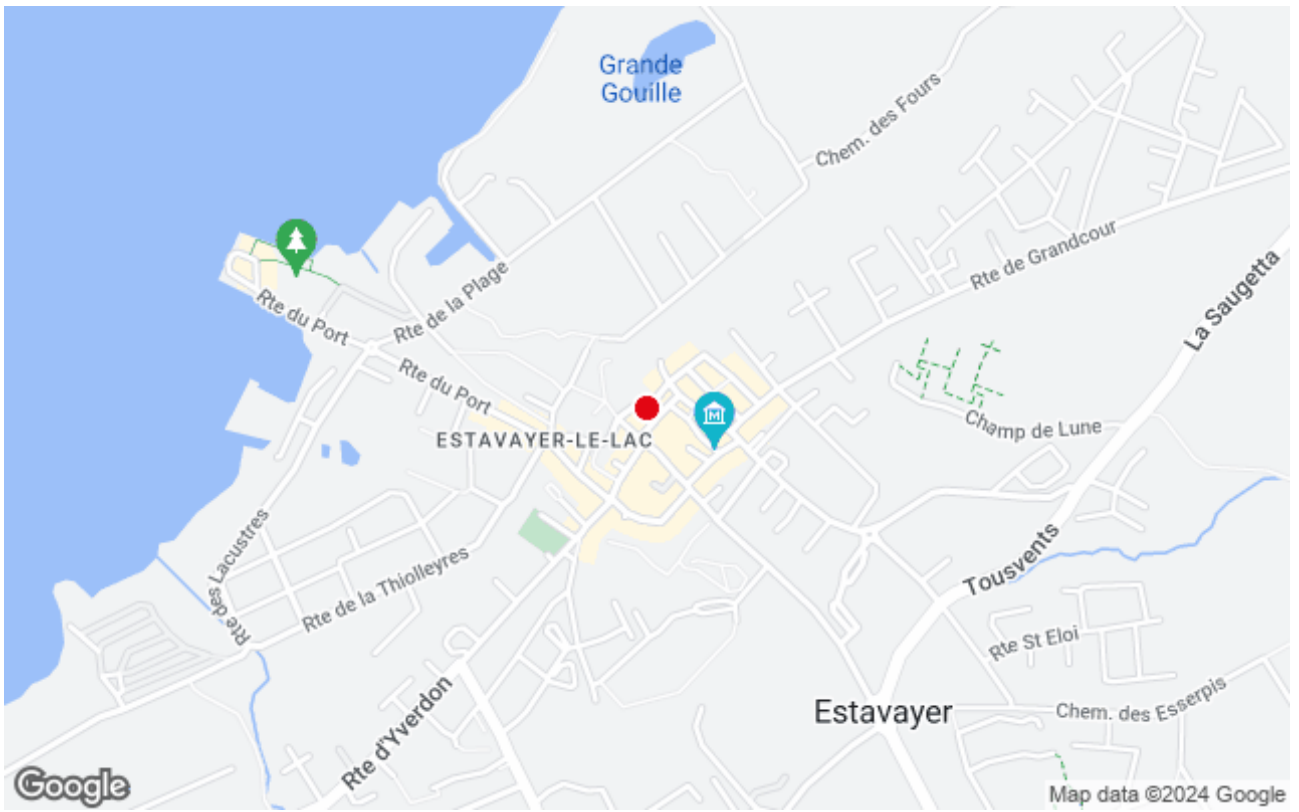 Grande
Gouille
Chem. des Fours
Rte de Grandcour
La Saugetta
Rte de la Plage
Rte du Port
Rte du Port
ESTAVAYER-LE-LAC
M
Champ de Lune
Rte des Lacustres
Rte de la Thiolleyres
Tousvents
Rte St Eloi
Rte d'Yverdon
Estavayer
Chem. des Esserpis
Google
Map data ©2024 Google